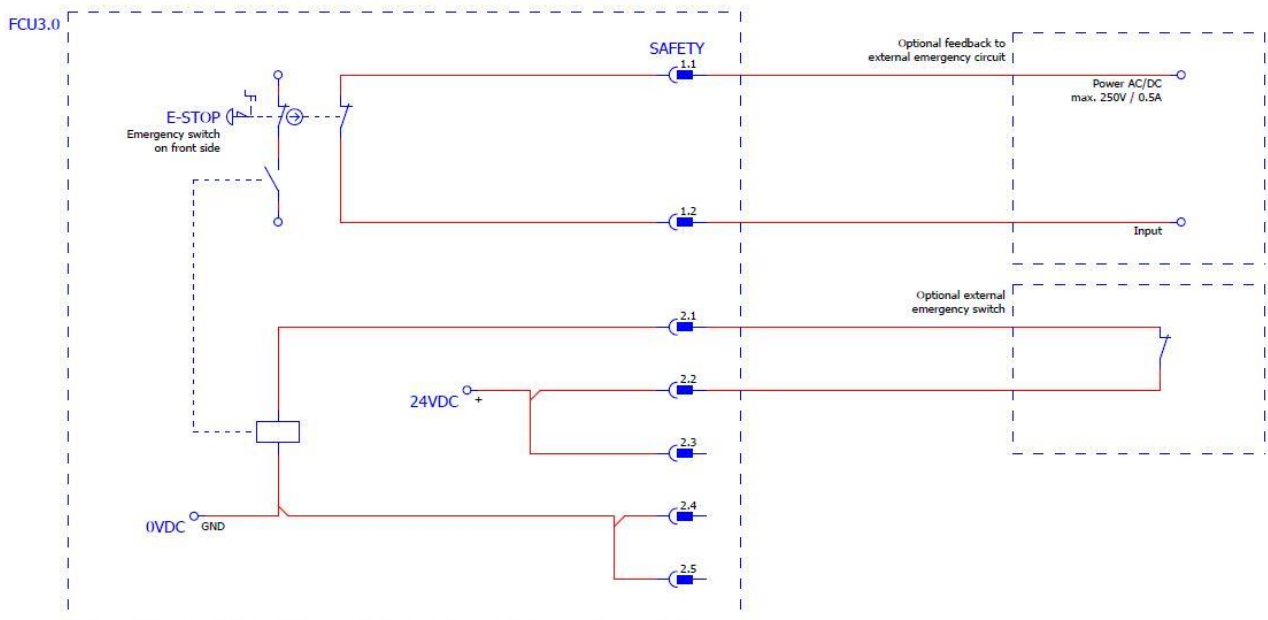 FCU3.0
SAFETY
Optional feedback to
external emergency circuit
1.1
Power AC/DC
max. 250V / 0.5A
E-STOP
Emergency switch
on front side
1.2
Input
Optional external
emergency switch
2.1
2.2
24VDC
+
2.3
2.4
0VDC
GND
2.5